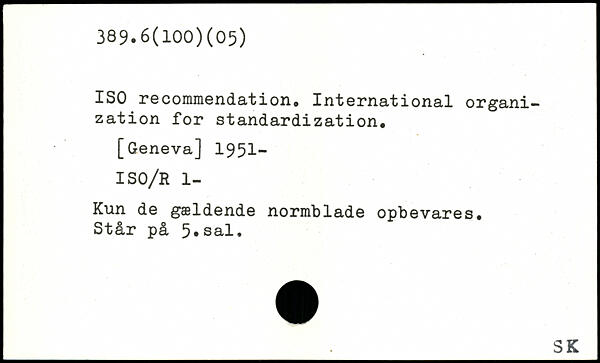 389.6(100)(05)
ISO recommendation. International organi-
zation for standardization.
[Geneva] 1951-
ISO/R 1-
Kun de gældende normblade opbevares.
Står på 5.sal.
SK